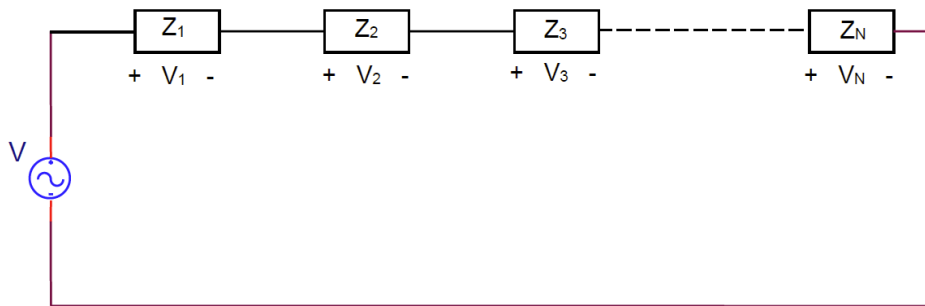 Z1 Z2 Z3 ZN
+ V1 - + V2 - + V3 - + VN -
V